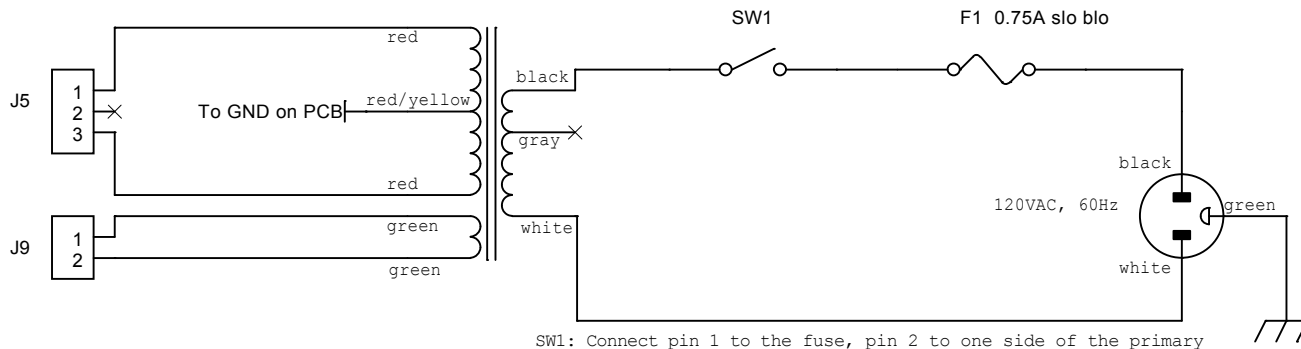 SW1
F1 0.75A slo blo
red
black
J5
1
2
3
To GND on PCB
red/yellow
gray
black
red
120VAC, 60Hz
green
J9
1
2
green
white
green
white
SW1: Connect pin 1 to the fuse, pin 2 to one side of the primary